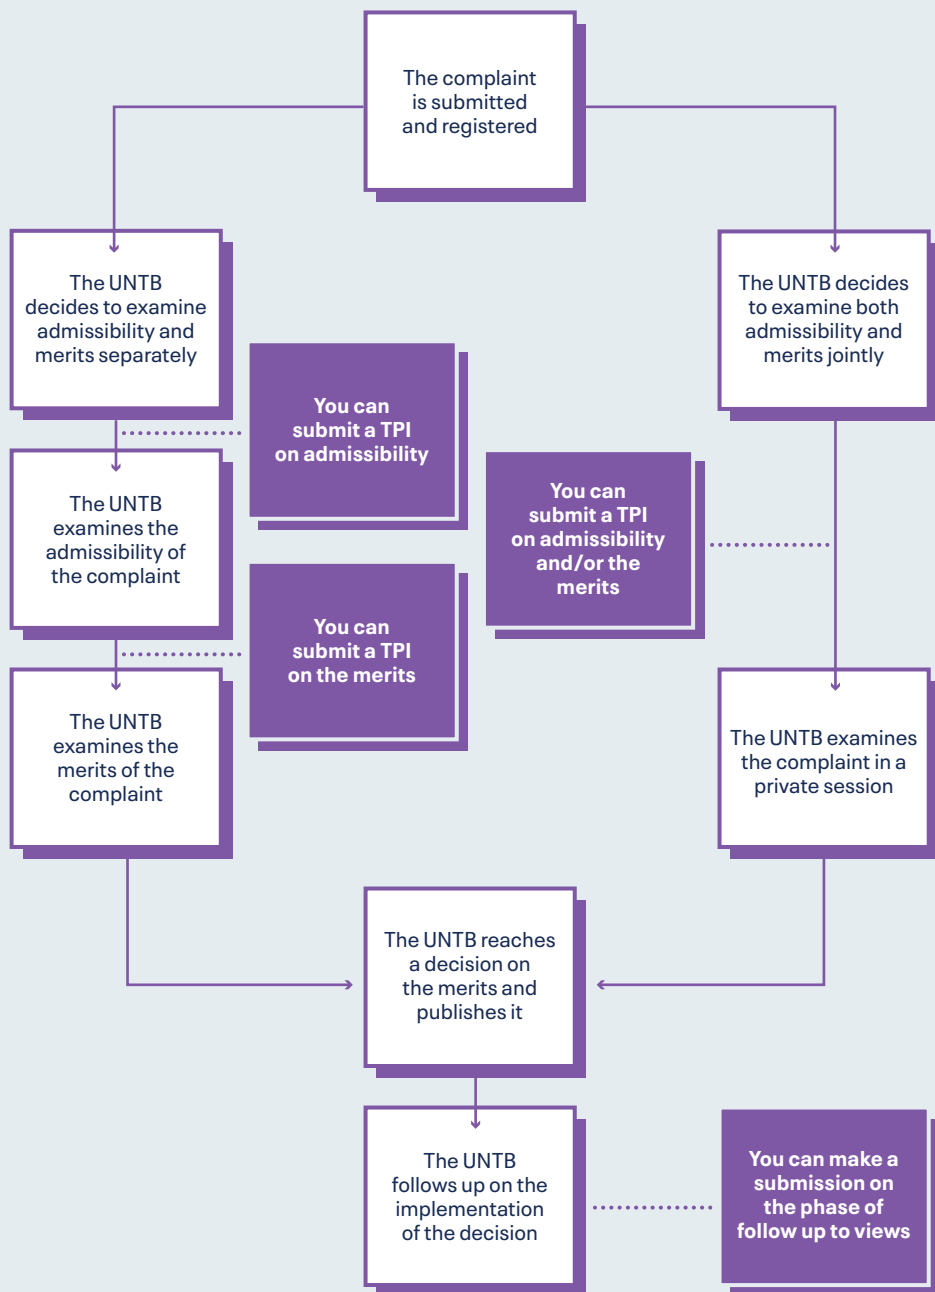 The complaint
is submitted
and registered
The UNTB
decides to examine
admissibility and
merits separately
The UNTB decides
to examine both
admissibility and
merits jointly
You can
submit a TPI
on admissibility
The UNTB
examines the
admissibility of
the complaint
You can
submit a TPI
on admissibility
and/or the
merits
You can
submit a TPI
on the merits
The UNTB
examines the
merits of the
complaint
The UNTB examines
the complaint in a
private session
The UNTB reaches
a decision on
the merits and
publishes it
The UNTB
follows up on the
implementation
of the decision
You can make a
submission on
the phase of
follow up to views